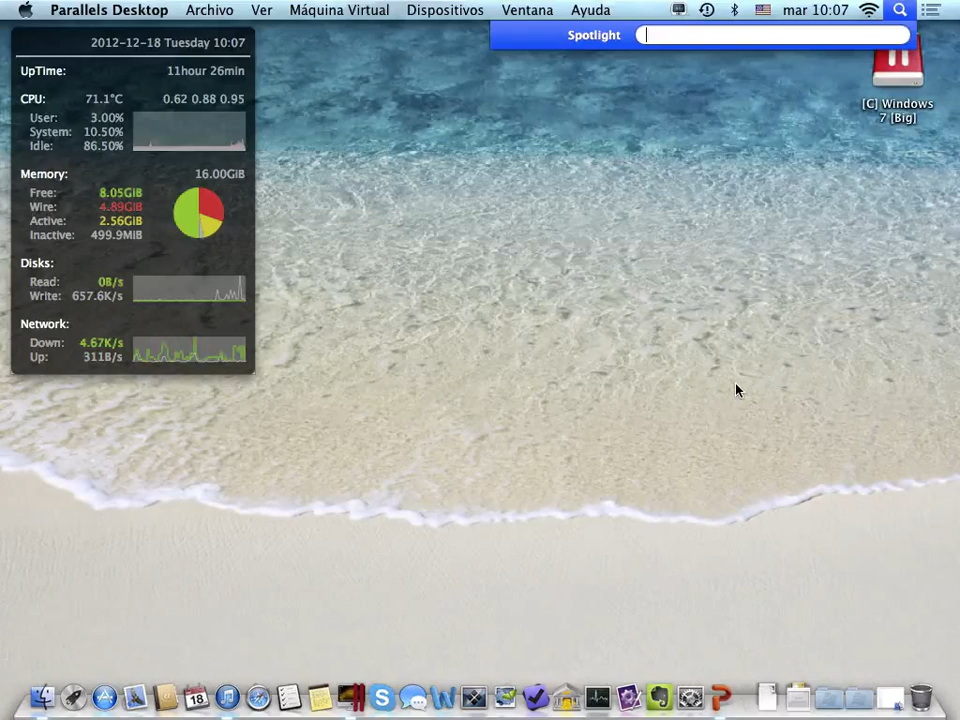 Parallels Desktop Archivo Ver Máquina Virtual Dispositivos Ventana Ayuda mar 10:07
Spotlight
[C] Windows
7 [Big]
2012-12-18 Tuesday 10:07
UpTime: 11hour 26min
CPU: 71.1°C 0.62 0.88 0.95
User: 3.00%
System: 10.50%
Idle: 86.50%
Memory: 16.00GiB
Free: 8.05GiB
Wire: 4.89GiB
Active: 2.56GiB
Inactive: 499.9MiB
Disks:
Read: 0B/s
Write: 657.6K/s
Network:
Down: 4.67K/s
Up: 311B/s
18